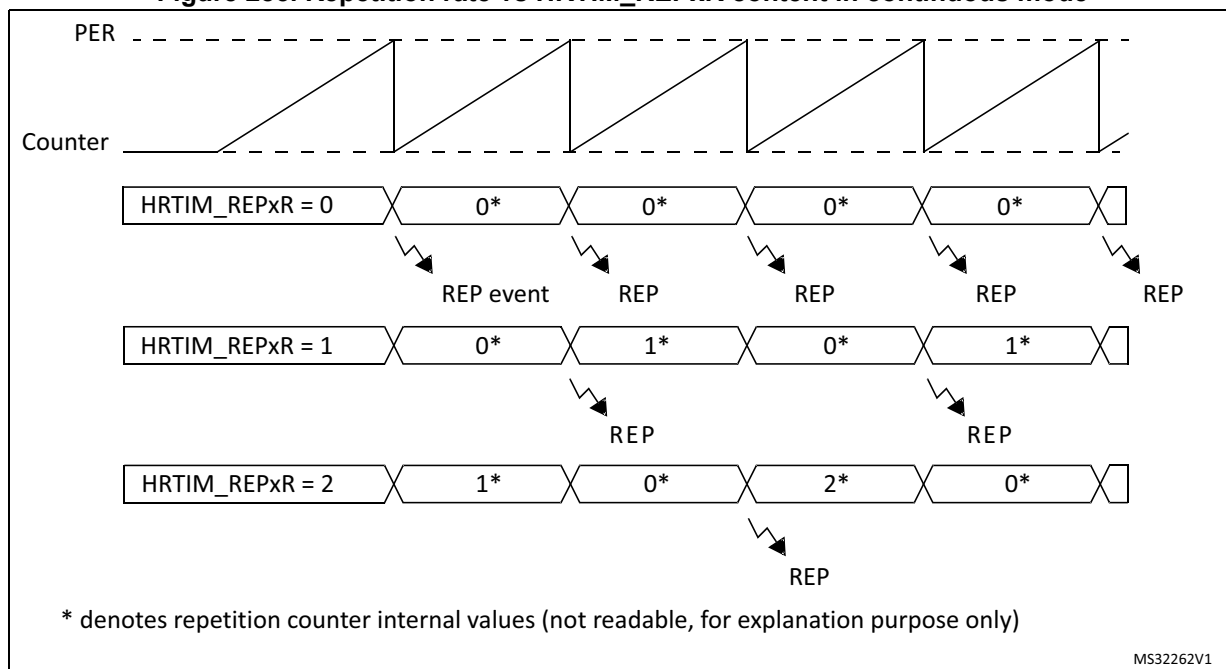 PER
Counter
HRTIM_REPxR = 0 0* 0* 0* 0*
REP event REP REP REP REP
HRTIM_REPxR = 1 0* 1* 0* 1*
REP REP
HRTIM_REPxR = 2 1* 0* 2* 0*
REP
* denotes repetition counter internal values (not readable, for explanation purpose only)
MS32262V1